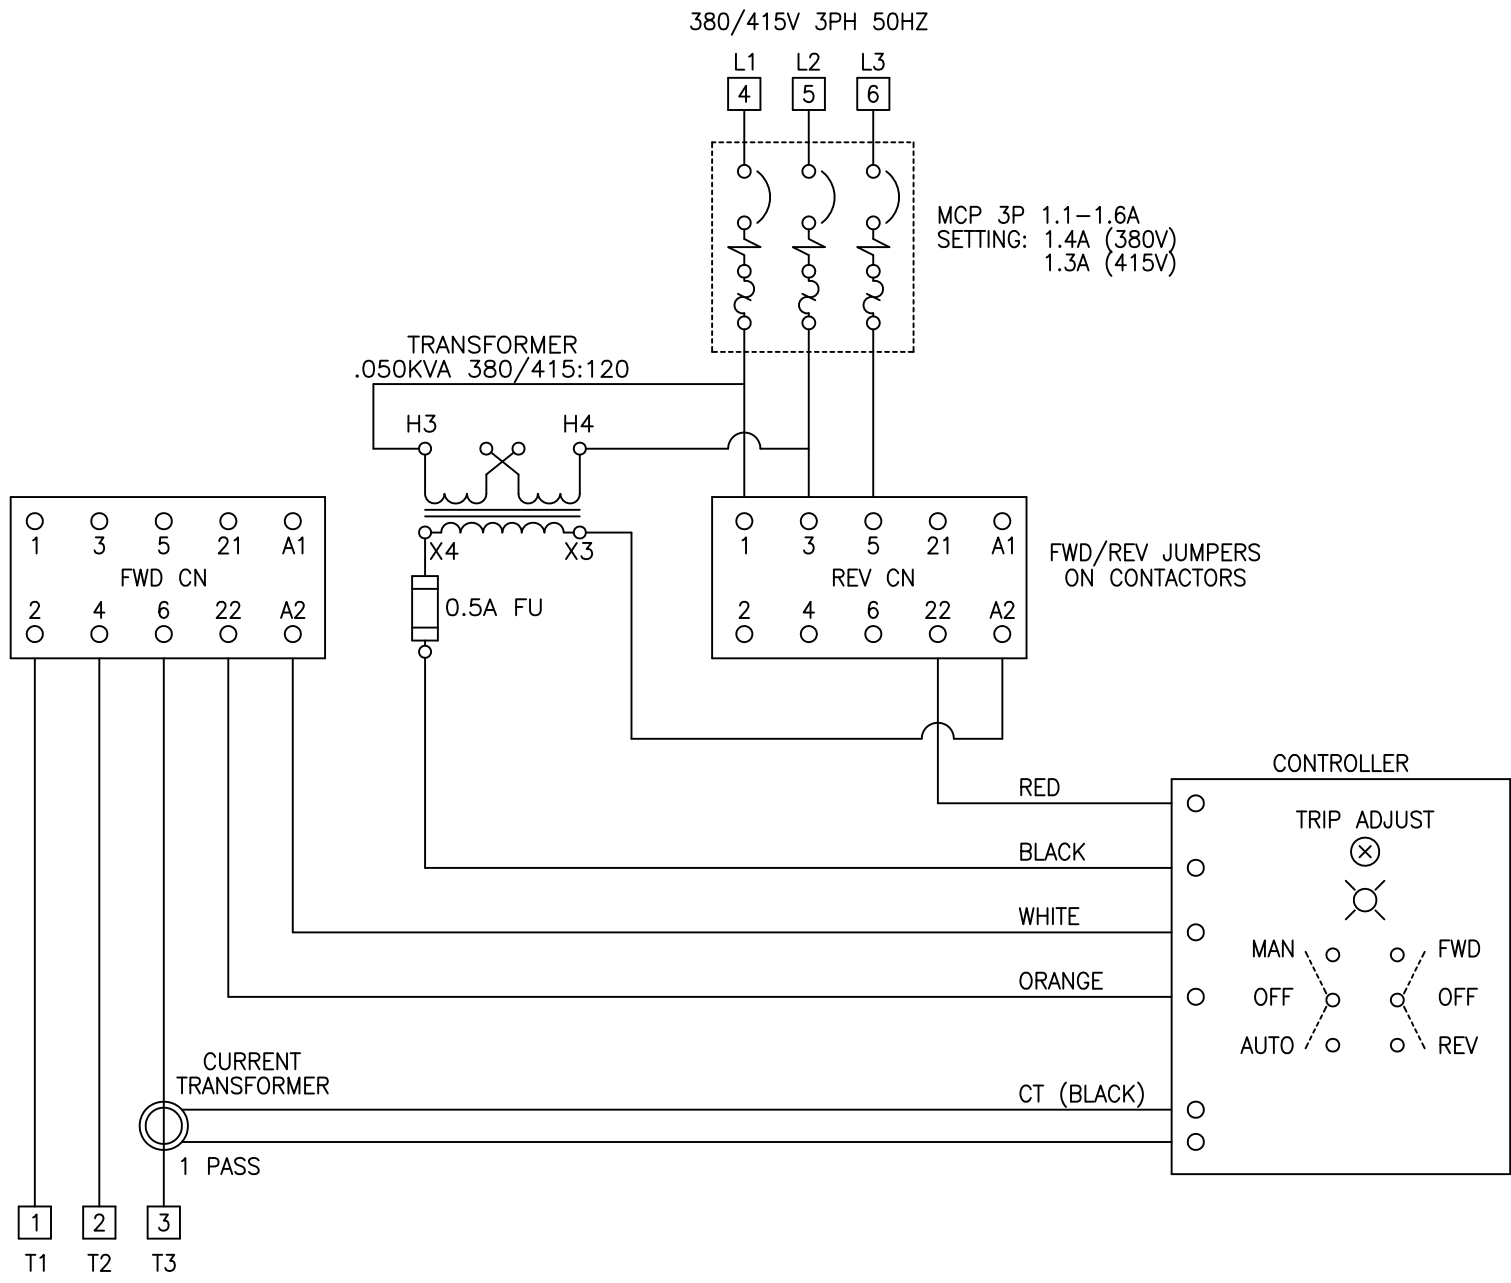 380/415V 3PH 50HZ
L1 L2 L3
4 5 6
MCP 3P 1.1-1.6A
SETTING: 1.4A (380V)
1.3A (415V)
TRANSFORMER
.050KVA 380/415:120
H3 H4
X4 X3
0.5A FU
1 3 5 21 A1
FWD CN
2 4 6 22 A2
1 3 5 21 A1
REV CN
2 4 6 22 A2
FWD/REV JUMPERS
ON CONTACTORS
CONTROLLER
RED
BLACK
WHITE
ORANGE
CT (BLACK)
TRIP ADJUST
MAN FWD
OFF OFF
AUTO REV
CURRENT
TRANSFORMER
1 PASS
1 2 3
T1 T2 T3